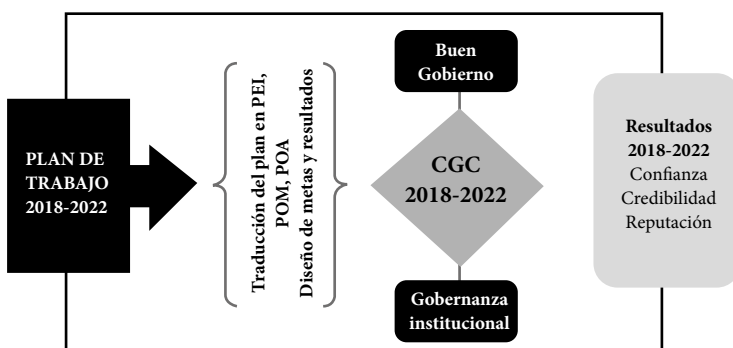 PLAN DE
TRABAJO
2018-2022
Traducción del plan en PEI,
POM, POA
Diseño de metas y resultados
Buen
Gobierno
CGC
2018-2022
Gobernanza
institucional
Resultados
2018-2022
Confianza
Credibilidad
Reputación